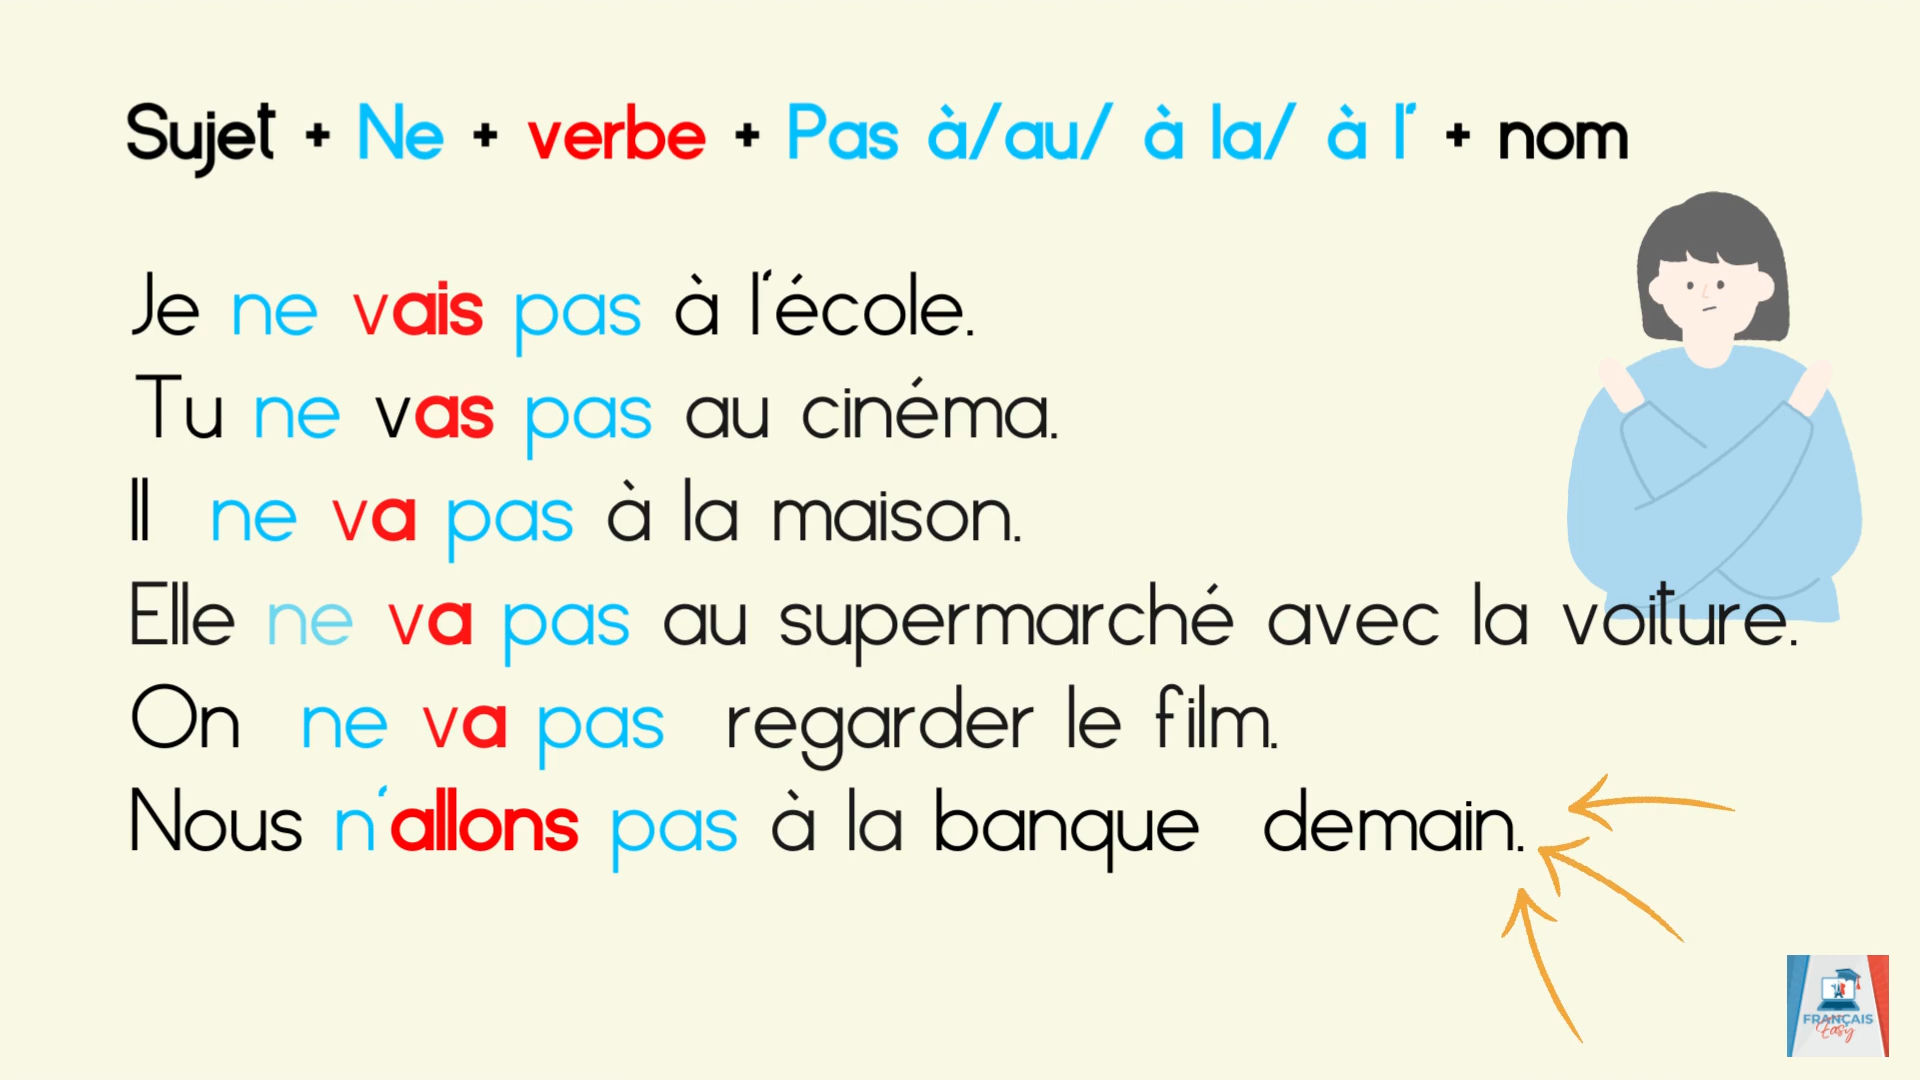 Sujet + Ne + verbe + Pas à/au/ à la/ à l' + nom
Je ne vais pas à l'école.
Tu ne vas pas au cinéma.
Il ne va pas à la maison.
Elle ne va pas au supermarché avec la voiture.
On ne va pas regarder le film.
Nous n'allons pas à la banque demain.
FRANÇAIS
Easy